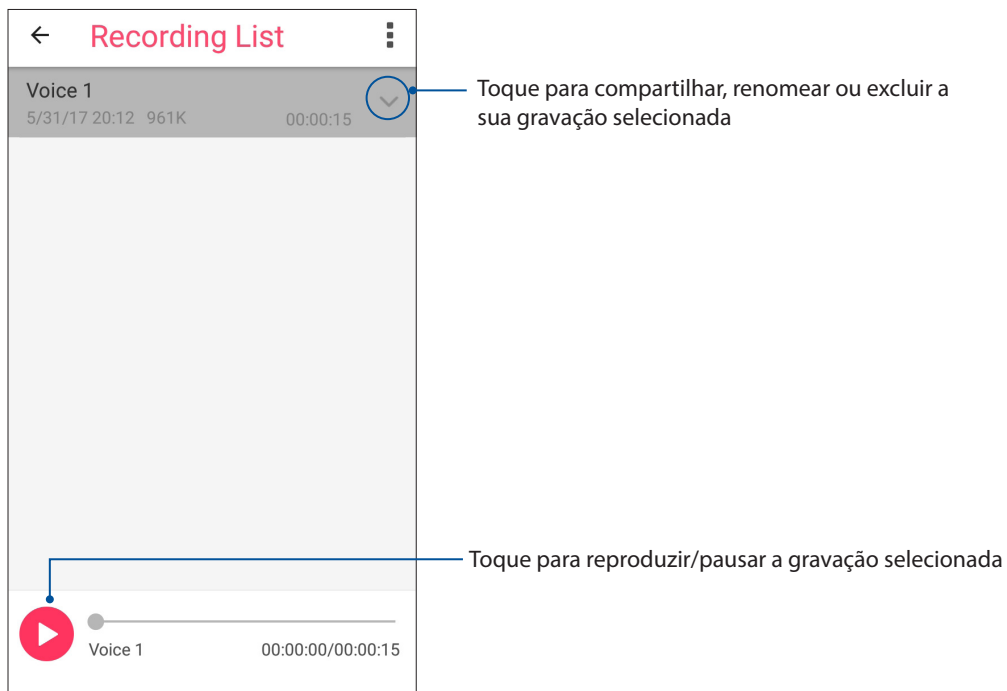 Recording List
Voice 1
5/31/17 20:12 961K 00:00:15
Toque para compartilhar, renomear ou excluir a
sua gravação selecionada
Toque para reproduzir/pausar a gravação selecionada
Voice 1 00:00:00/00:00:15